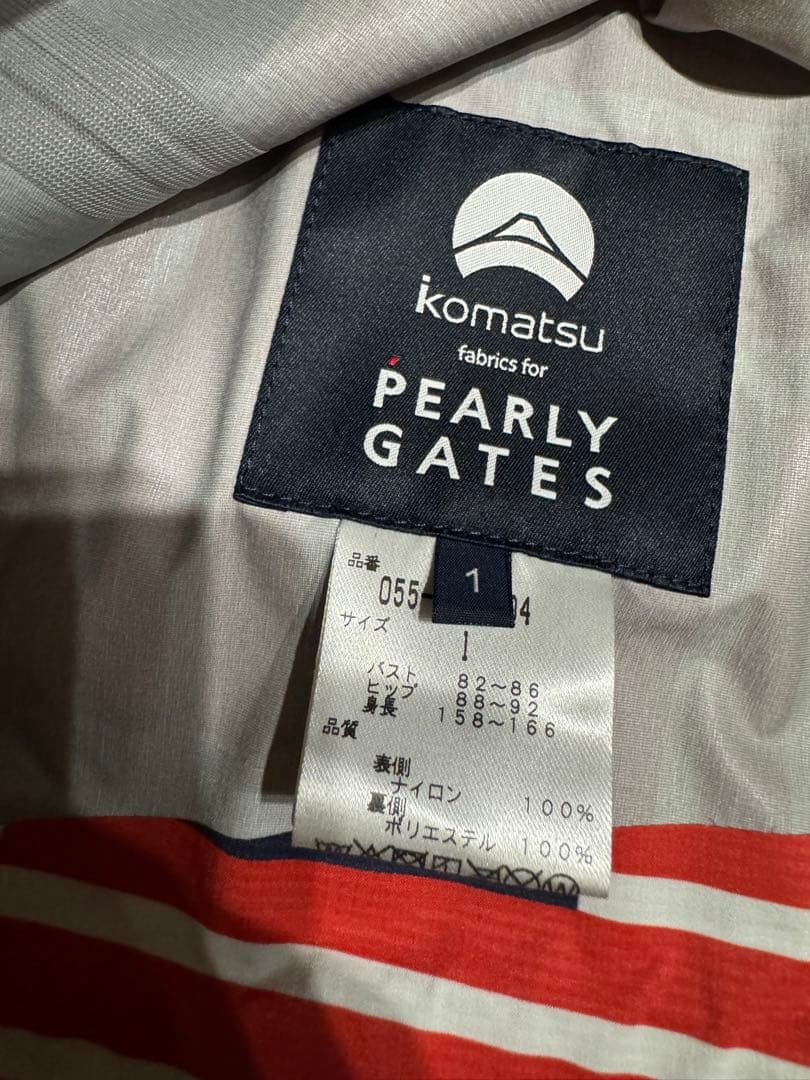 komatsu
fabrics for
PEARLY
GATES
1
品番
055- 04
サイズ
1
バスト 82~86
ヒップ 88~92
身長 158~166
品質
表側
ナイロン 100%
裏側
ポリエステル 100%